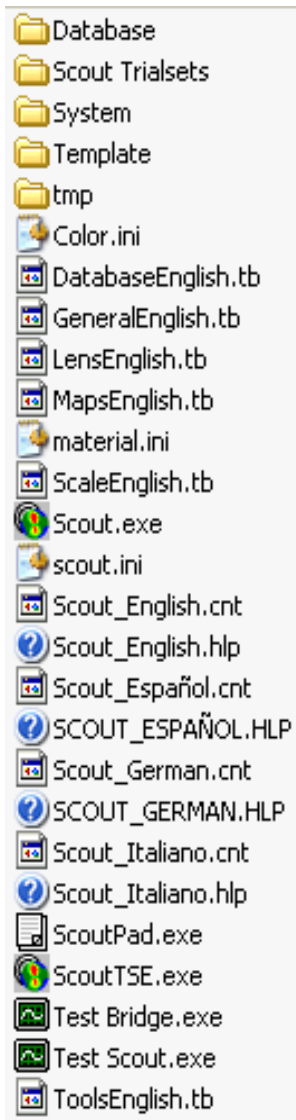 Database
Scout Trialsets
System
Template
tmp
Color.ini
DatabaseEnglish.tb
GeneralEnglish.tb
LensEnglish.tb
MapsEnglish.tb
material.ini
ScaleEnglish.tb
Scout.exe
scout.ini
Scout_English.cnt
Scout_English.hlp
Scout_Español.cnt
SCOUT_ESPAÑOL.HLP
Scout_German.cnt
SCOUT_GERMAN.HLP
Scout_Italiano.cnt
Scout_Italiano.hlp
ScoutPad.exe
ScoutTSE.exe
Test Bridge.exe
Test Scout.exe
ToolsEnglish.tb